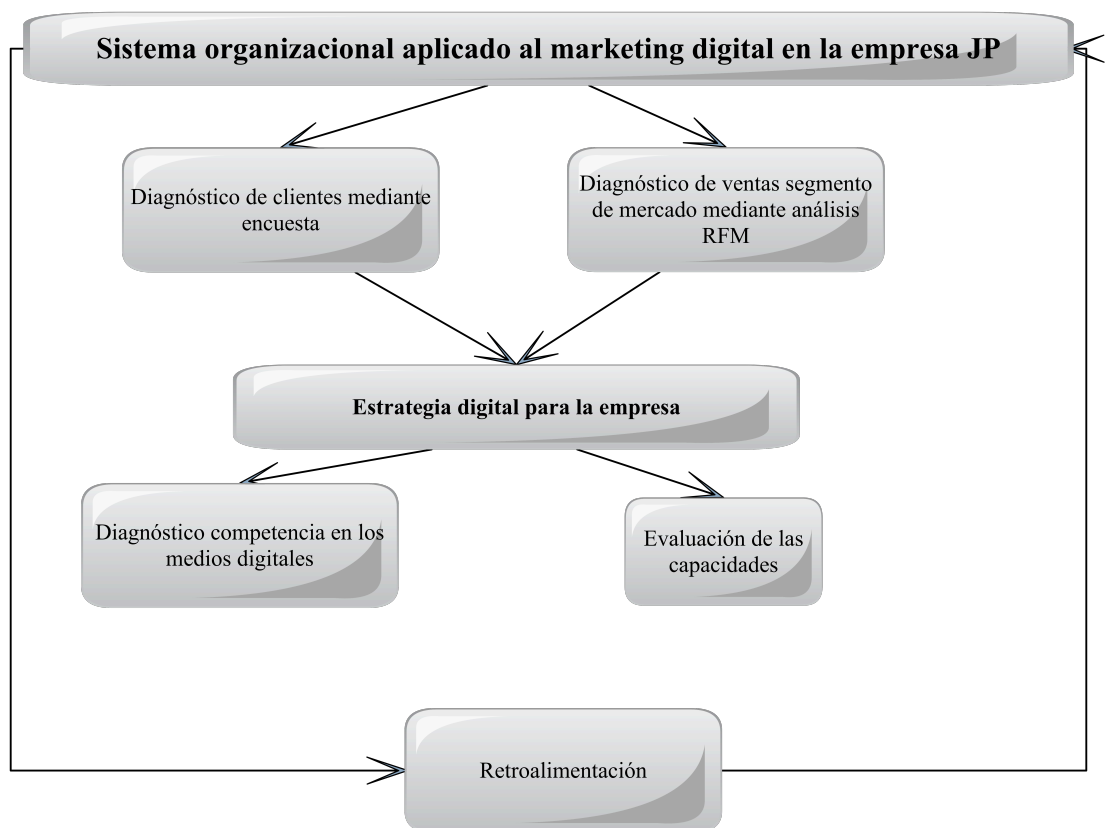 Sistema organizacional aplicado al marketing digital en la empresa JP
Diagnóstico de clientes mediante
encuesta
Diagnóstico de ventas segmento
de mercado mediante análisis
RFM
Estrategia digital para la empresa
Diagnóstico competencia en los
medios digitales
Evaluación de las
capacidades
Retroalimentación